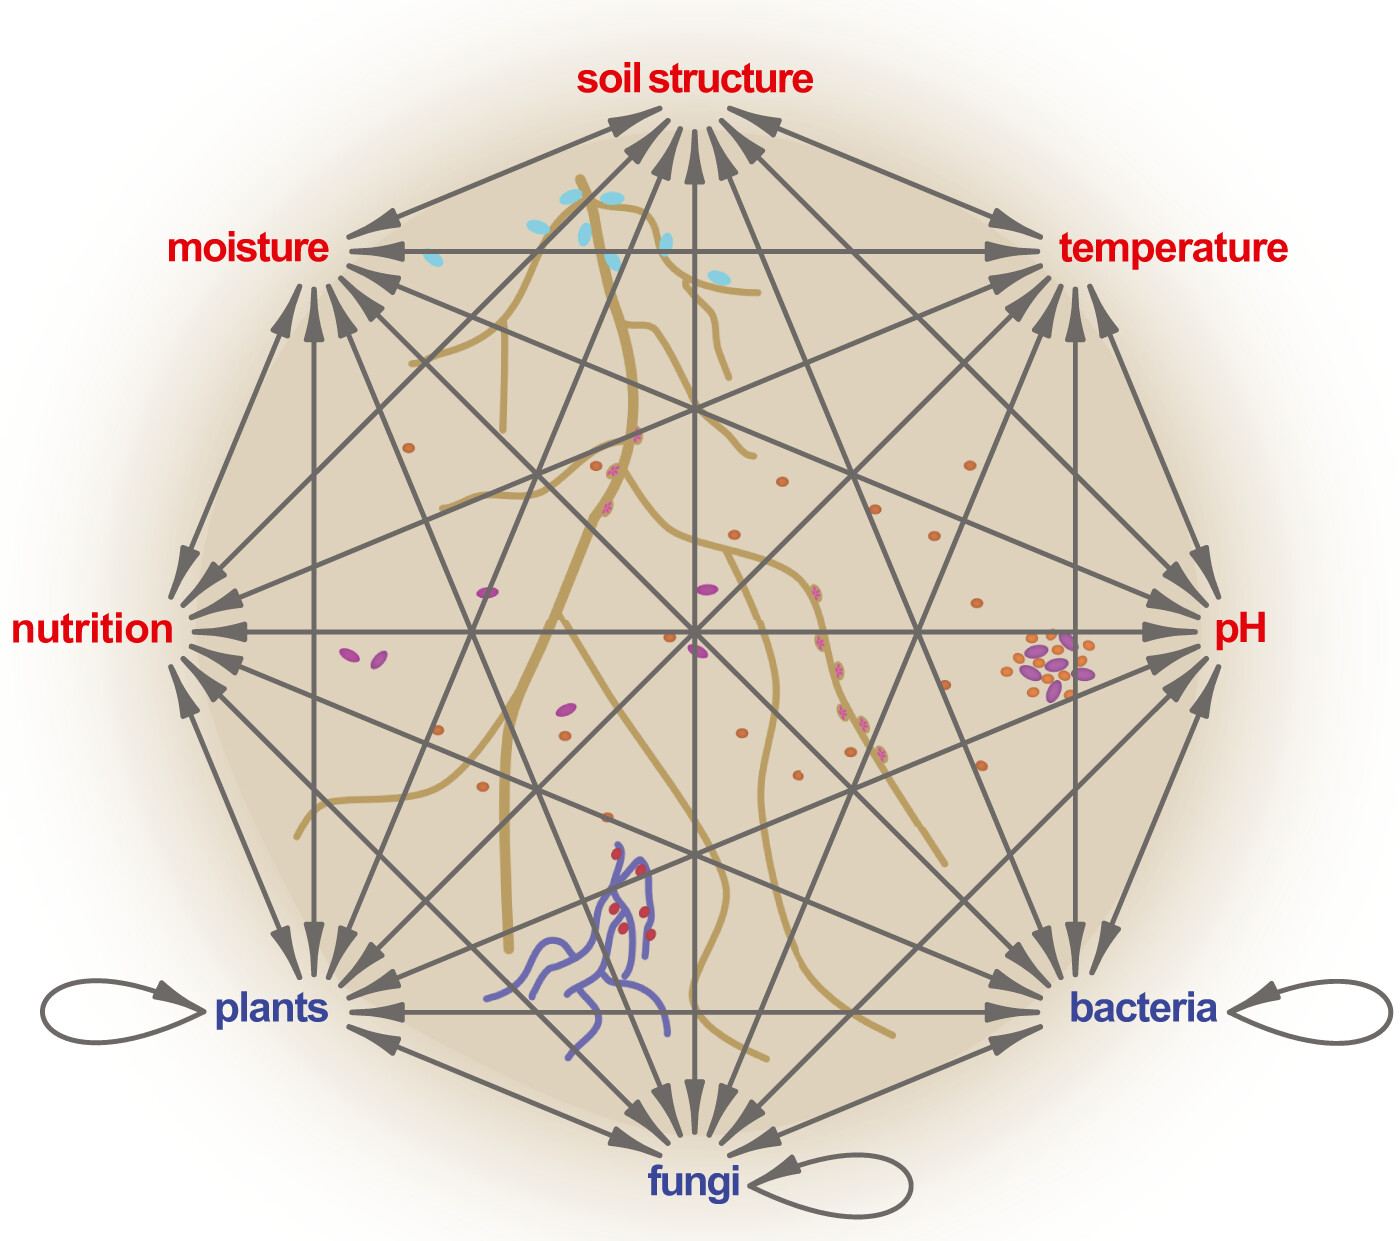 soil structure
moisture
temperature
nutrition
pH
plants
bacteria
fungi